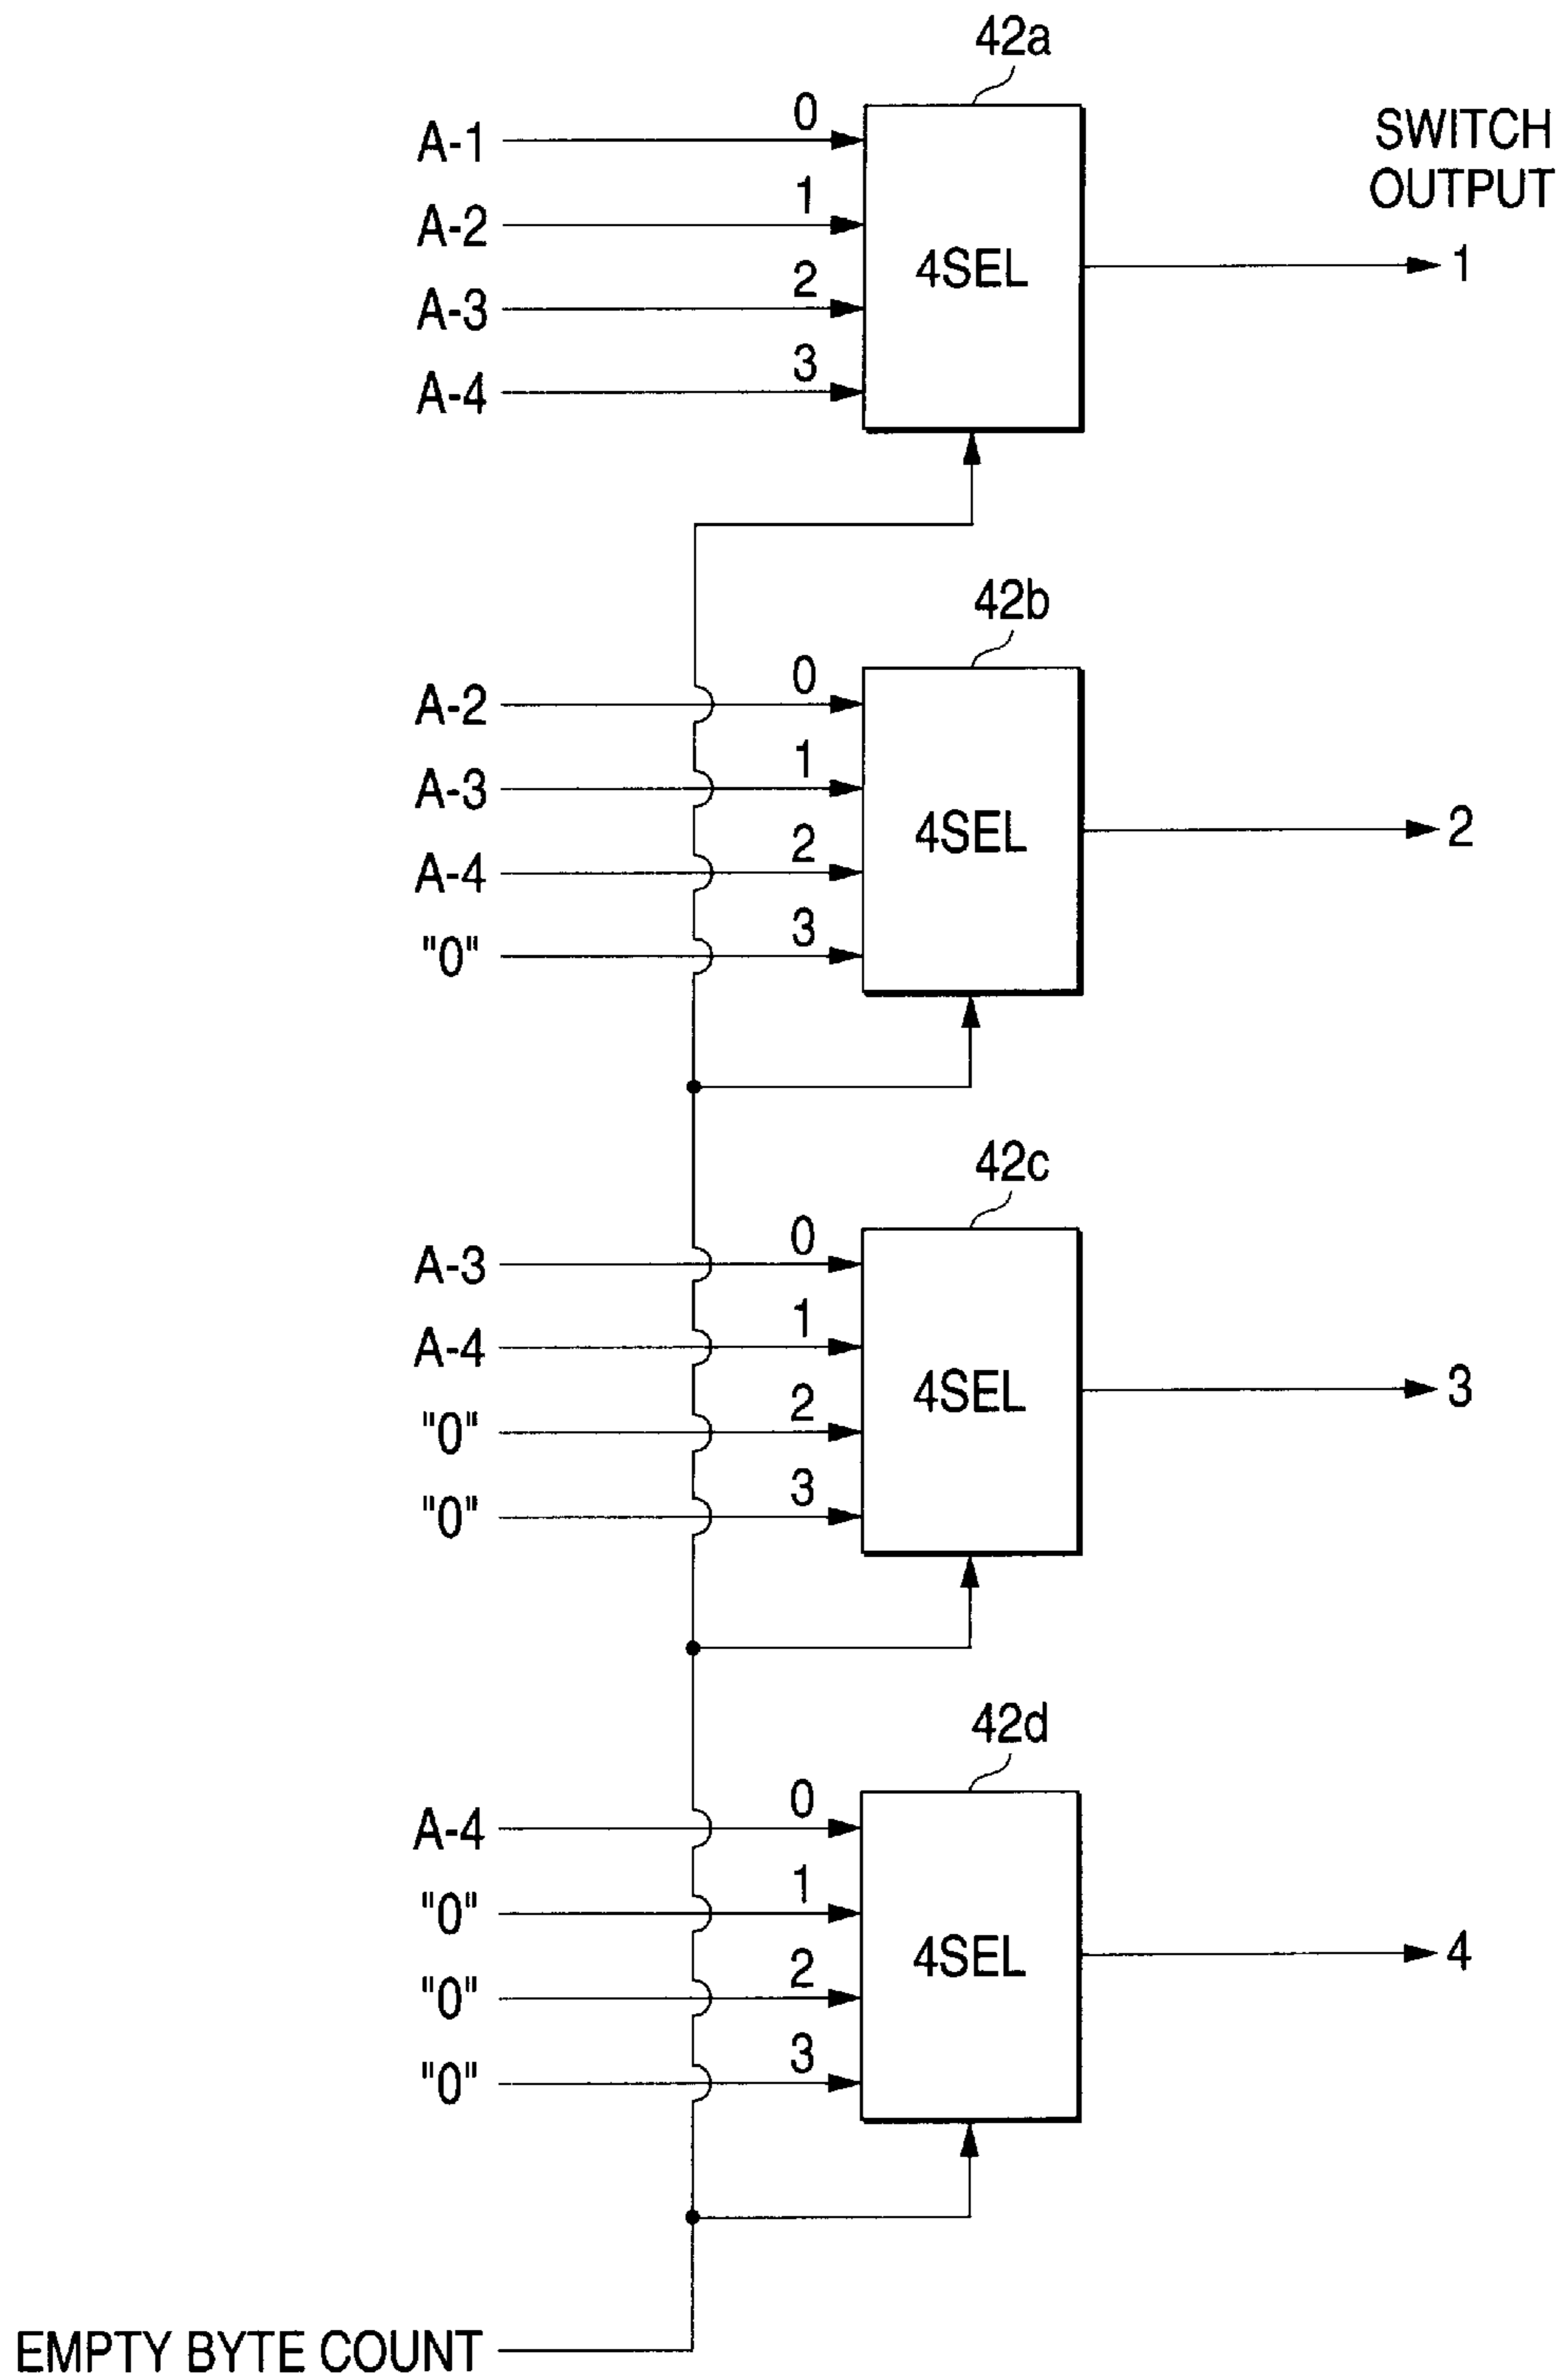 42a
SWITCH
OUTPUT
A-1 0
A-2 1
A-3 2
A-4 3
4SEL
1
42b
A-2 0
A-3 1
A-4 2
"0" 3
4SEL
2
42c
A-3 0
A-4 1
"0" 2
"0" 3
4SEL
3
42d
A-4 0
"0" 1
"0" 2
"0" 3
4SEL
4
EMPTY BYTE COUNT